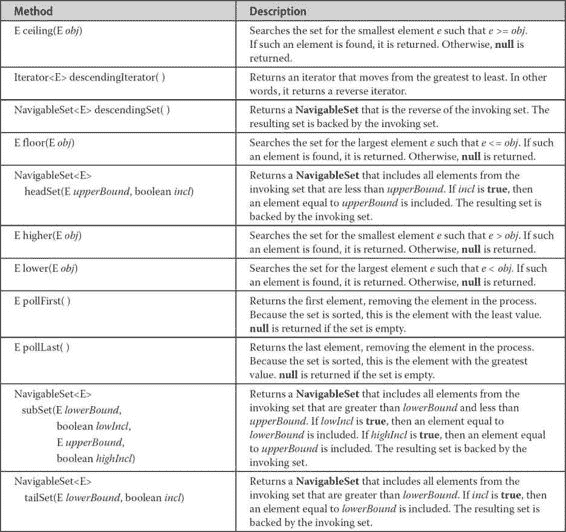 Method Description
E ceiling(E obj) Searches the set for the smallest element e such that e >= obj.
If such an element is found, it is returned. Otherwise, null is
returned.
Iterator<E> descendingIterator( ) Returns an iterator that moves from the greatest to least. In other
words, it returns a reverse iterator.
NavigableSet<E> descendingSet( ) Returns a NavigableSet that is the reverse of the invoking set. The
resulting set is backed by the invoking set.
E floor(E obj) Searches the set for the largest element e such that e <= obj. If such
an element is found, it is returned. Otherwise, null is returned.
NavigableSet<E> Returns a NavigableSet that includes all elements from the
headSet(E upperBound, boolean incl) invoking set that are less than upperBound. If incl is true, then
an element equal to upperBound is included. The resulting set is
backed by the invoking set.
E higher(E obj) Searches the set for the smallest element e such that e > obj. If such
an element is found, it is returned. Otherwise, null is returned.
E lower(E obj) Searches the set for the largest element e such that e < obj. If such
an element is found, it is returned. Otherwise, null is returned.
E pollFirst( ) Returns the first element, removing the element in the process.
Because the set is sorted, this is the element with the least value.
null is returned if the set is empty.
E pollLast( ) Returns the last element, removing the element in the process.
Because the set is sorted, this is the element with the greatest
value. null is returned if the set is empty.
NavigableSet<E> Returns a NavigableSet that includes all elements from the
subSet(E lowerBound, invoking set that are greater than lowerBound and less than
boolean lowIncl, upperBound. If lowIncl is true, then an element equal to
E upperBound, lowerBound is included. If highIncl is true, then an element equal
boolean highIncl) to upperBound is included. The resulting set is backed by the
invoking set.
NavigableSet<E> Returns a NavigableSet that includes all elements from the
tailSet(E lowerBound, boolean incl) invoking set that are greater than lowerBound. If incl is true, then
an element equal to lowerBound is included. The resulting set is
backed by the invoking set.